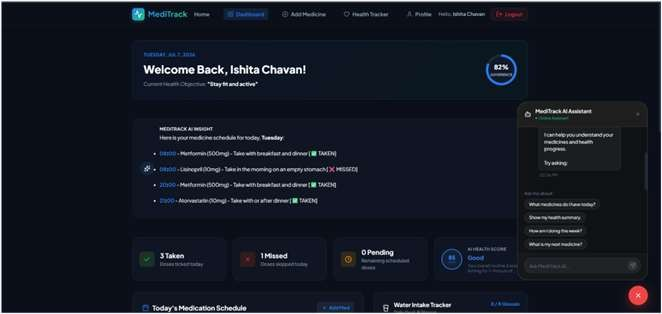 MediTrack
Home
Dashboard
Add Medicine
Health Tracker
Profile
Hello, Ishita Chavan
Logout
TUESDAY, JUL 7, 2026
Welcome Back, Ishita Chavan!
Current Health Objective: "Stay fit and active"
82%
ADHERENCE
MEDITRACK AI INSIGHT
Here is your medicine schedule for today, Tuesday:
• 08:00 - Metformin (500mg) - Take with breakfast and dinner [✅ TAKEN]
• 08:00 - Lisinopril (10mg) - Take in the morning on an empty stomach [❌ MISSED]
• 20:00 - Metformin (500mg) - Take with breakfast and dinner [✅ TAKEN]
• 21:00 - Atorvastatin (10mg) - Take with or after dinner [✅ TAKEN]
3 Taken
Doses ticked today
1 Missed
Doses skipped today
0 Pending
Remaining scheduled
doses
AI HEALTH SCORE
Good
Today's Medication Schedule
+ Add Med
Water Intake Tracker
Glasses
MediTrack AI Assistant
Online Assistant
I can help you understand your
medicines and health
progress.
Try asking:
Ask me about:
What medicines do I have today?
Show my health summary.
How am I doing this week?
What is my next medicine?
Ask MediTrack AI...